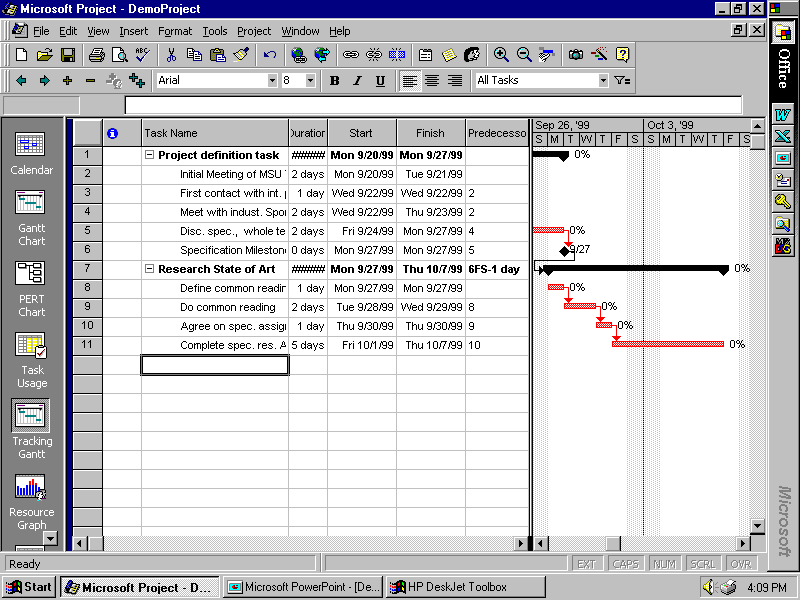 Microsoft Project - DemoProject
File Edit View Insert Format Tools Project Window Help
Arial 8 B I U All Tasks
Office
Task Name Duration Start Finish Predecesso
Sep 26, '99 Oct 3, '99
S M T W T F S S M T W T F S
1 Project definition task ####### Mon 9/20/99 Mon 9/27/99 0%
2 Initial Meeting of MSU 2 days Mon 9/20/99 Tue 9/21/99
3 First contact with int. p 1 day Wed 9/22/99 Wed 9/22/99 2
4 Meet with indust. Spon 2 days Wed 9/22/99 Thu 9/23/99 2
5 Disc. spec., whole te 2 days Fri 9/24/99 Mon 9/27/99 4 0%
6 Specification Mileston 0 days Mon 9/27/99 Mon 9/27/99 5 9/27
7 Research State of Art ####### Mon 9/27/99 Thu 10/7/99 6FS-1 day 0%
8 Define common readin 1 day Mon 9/27/99 Mon 9/27/99 0%
9 Do common reading 2 days Tue 9/28/99 Wed 9/29/99 8 0%
10 Agree on spec. assig 1 day Thu 9/30/99 Thu 9/30/99 9 0%
11 Complete spec. res. A 5 days Fri 10/1/99 Thu 10/7/99 10 0%
Calendar
Gantt
Chart
PERT
Chart
Task
Usage
Tracking
Gantt
Resource
Graph
Microsoft
Ready EXT CAPS NUM SCRL OVR
Start Microsoft Project - D... Microsoft PowerPoint - [De... HP DeskJet Toolbox 4:09 PM